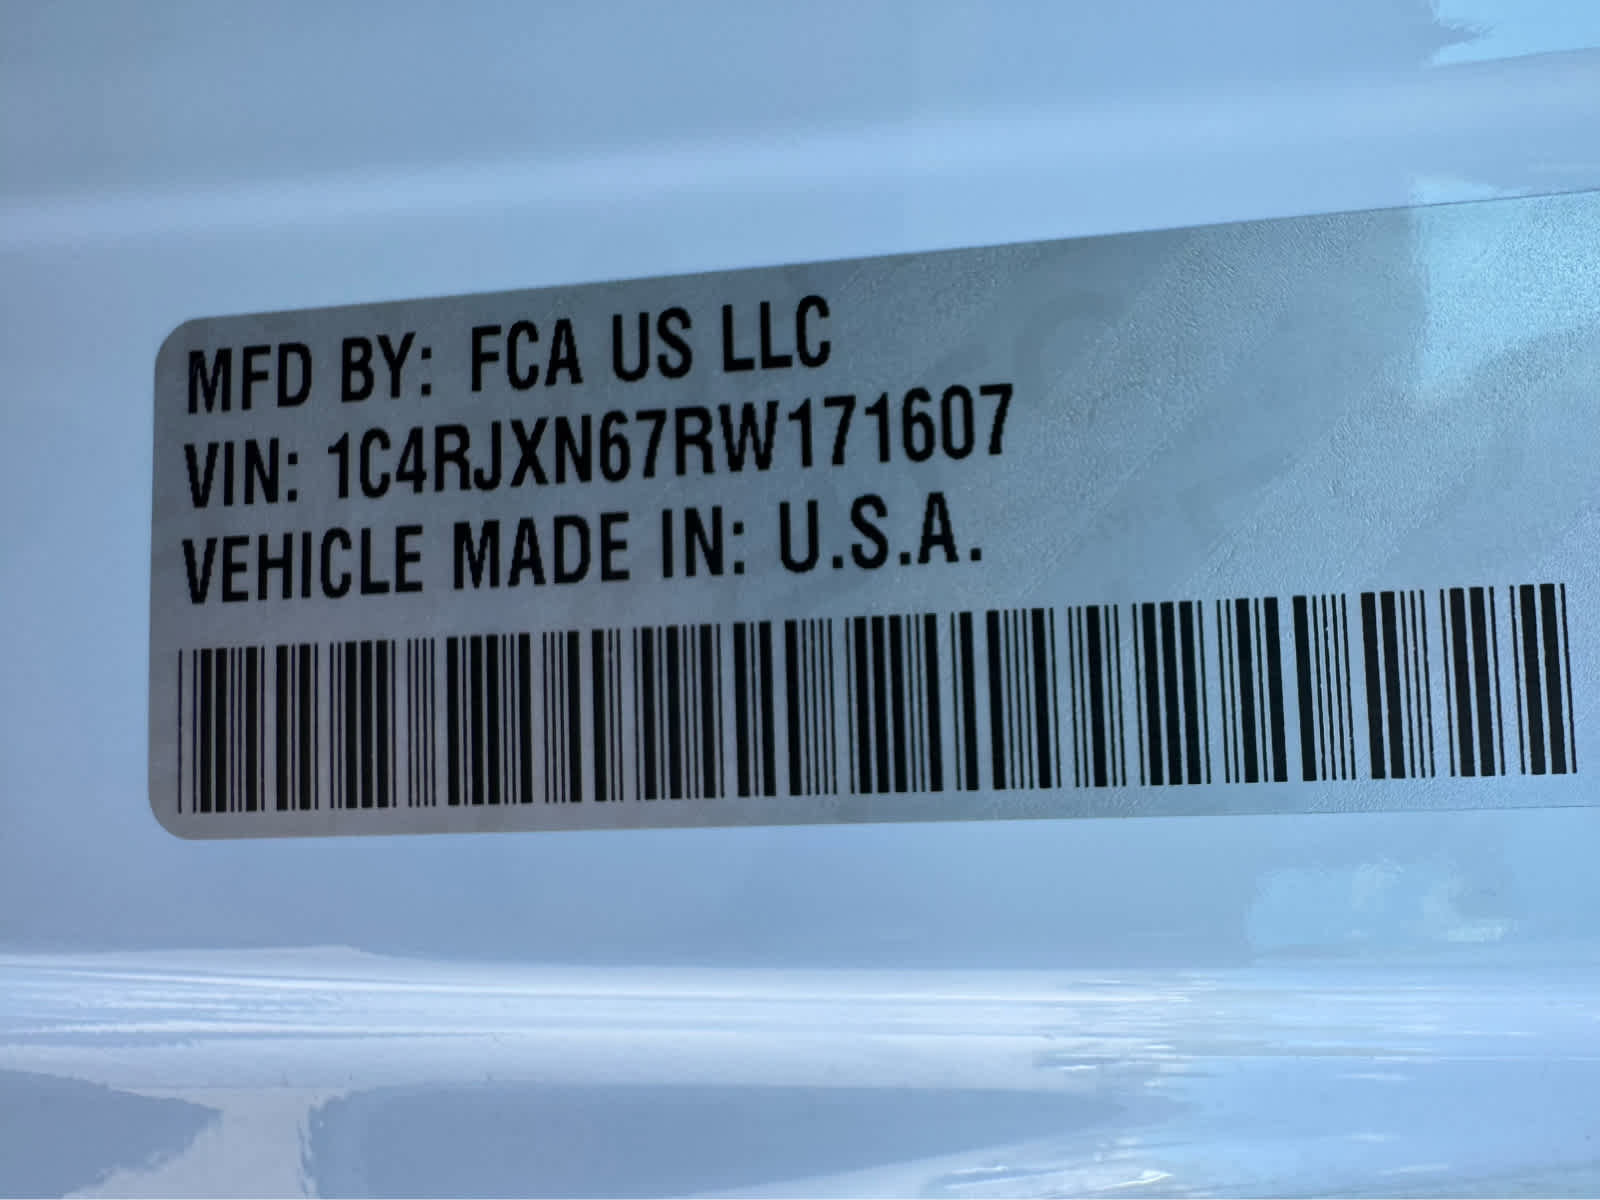 MFD BY: FCA US LLC
VIN: 1C4RJXN67RW171607
VEHICLE MADE IN: U.S.A.